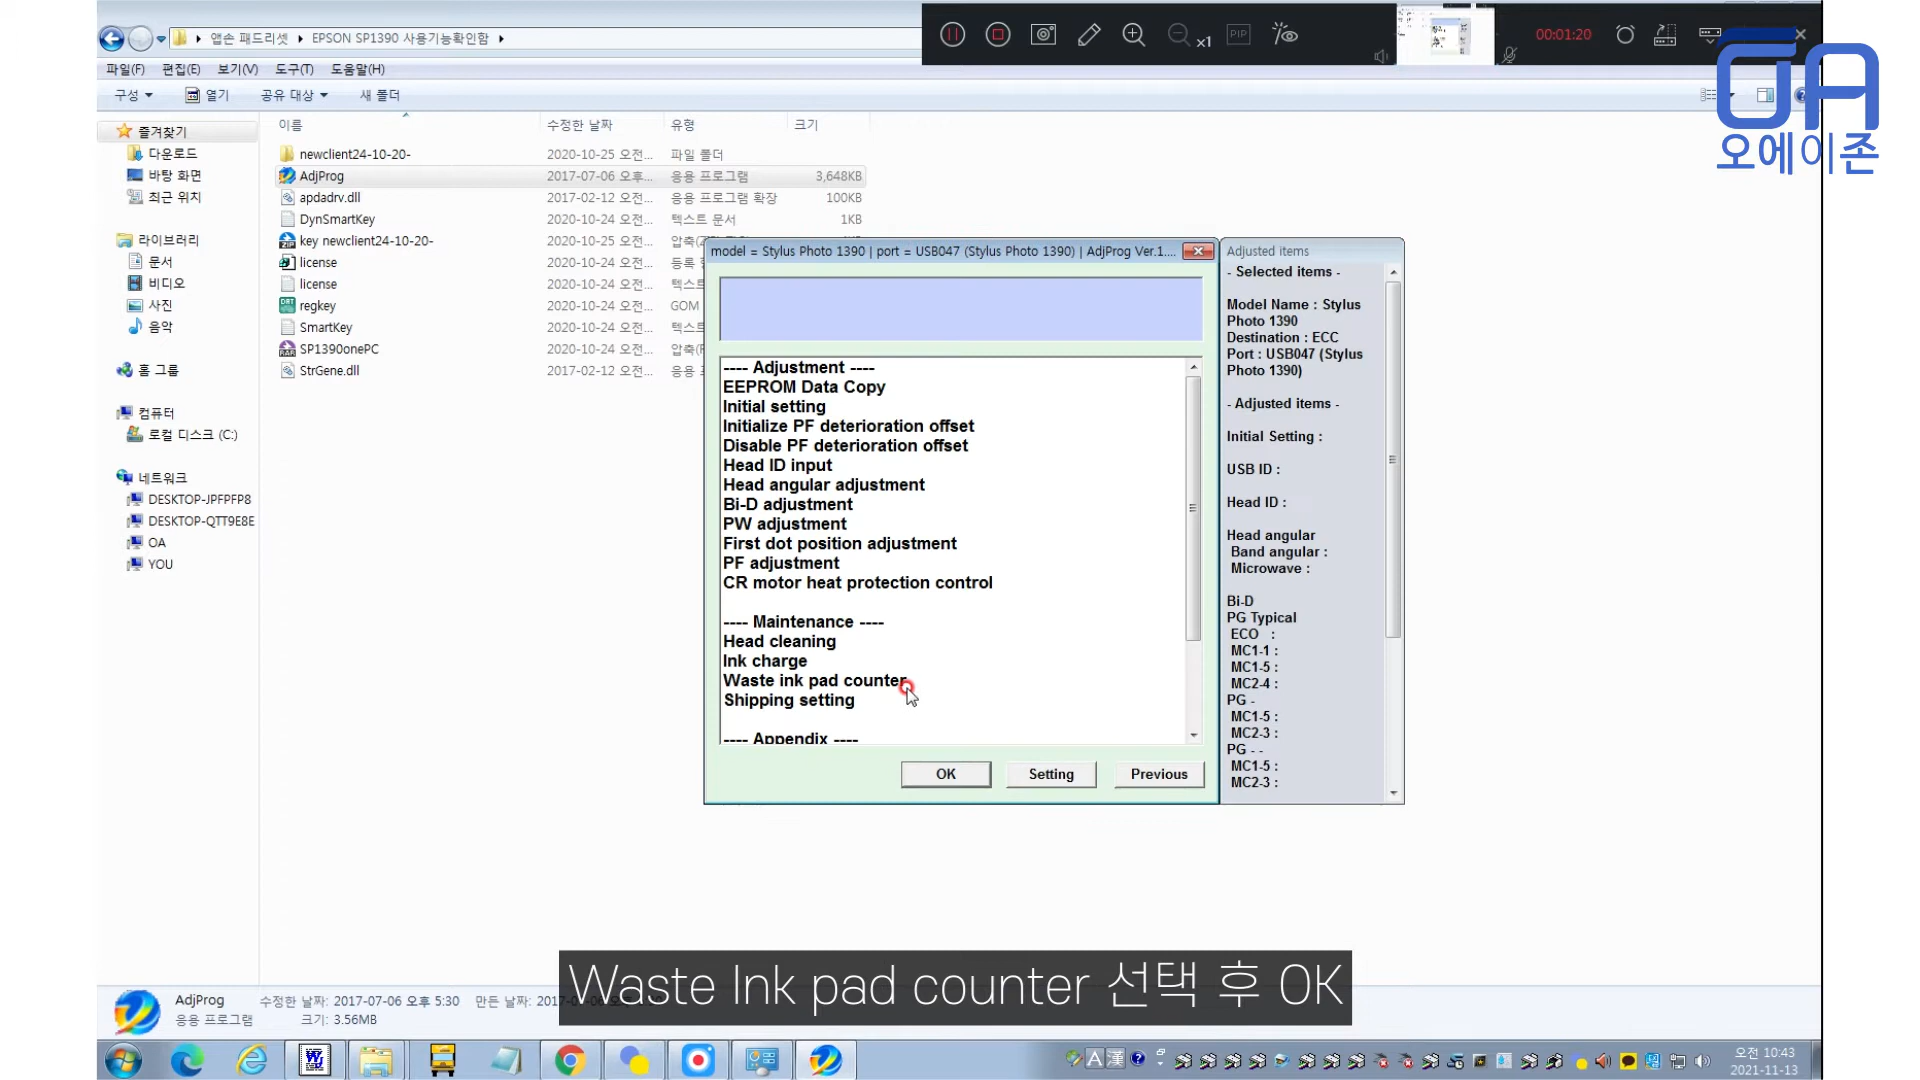 앱손 패드리셋 ▸ EPSON SP1390 사용기능확인함 ▸
x1
PIP
00:01:20
파일(F) 편집(E) 보기(V) 도구(T) 도움말(H)
구성 열기 공유 대상 새 폴더
오에이존
이름 수정한 날짜 유형 크기
즐겨찾기
다운로드
바탕 화면
최근 위치
라이브러리
문서
비디오
사진
음악
홈 그룹
컴퓨터
로컬 디스크 (C:)
네트워크
DESKTOP-JPFPFP8
DESKTOP-QTT9E8E
OA
YOU
newclient24-10-20- 2020-10-25 오전... 파일 폴더
AdjProg 2017-07-06 오후... 응용 프로그램 3,648KB
apdadrv.dll 2017-02-12 오전... 응용 프로그램 확장 100KB
DynSmartKey 2020-10-24 오전... 텍스트 문서 1KB
key newclient24-10-20- 2020-10-25 오전...
license 2020-10-24 오전...
license 2020-10-24 오전...
regkey 2020-10-24 오전... GOM
SmartKey 2020-10-24 오전...
SP1390onePC 2020-10-24 오전...
StrGene.dll 2017-02-12 오전...
model = Stylus Photo 1390 | port = USB047 (Stylus Photo 1390) | AdjProg Ver.1....
---- Adjustment ----
EEPROM Data Copy
Initial setting
Initialize PF deterioration offset
Disable PF deterioration offset
Head ID input
Head angular adjustment
Bi-D adjustment
PW adjustment
First dot position adjustment
PF adjustment
CR motor heat protection control
---- Maintenance ----
Head cleaning
Ink charge
Waste ink pad counter
Shipping setting
---- Appendix ----
OK Setting Previous
Adjusted items
- Selected items -
Model Name : Stylus
Photo 1390
Destination : ECC
Port : USB047 (Stylus
Photo 1390)
- Adjusted items -
Initial Setting :
USB ID :
Head ID :
Head angular
Band angular :
Microwave :
Bi-D
PG Typical
ECO :
MC1-1 :
MC1-5 :
MC2-4 :
PG -
MC1-5 :
MC2-3 :
PG - -
MC1-5 :
MC2-3 :
Waste Ink pad counter 선택 후 OK
AdjProg 수정한 날짜: 2017-07-06 오후 5:30 만든 날짜: 2017-
응용 프로그램 크기: 3.56MB
A 漢
오전 10:43
2021-11-13